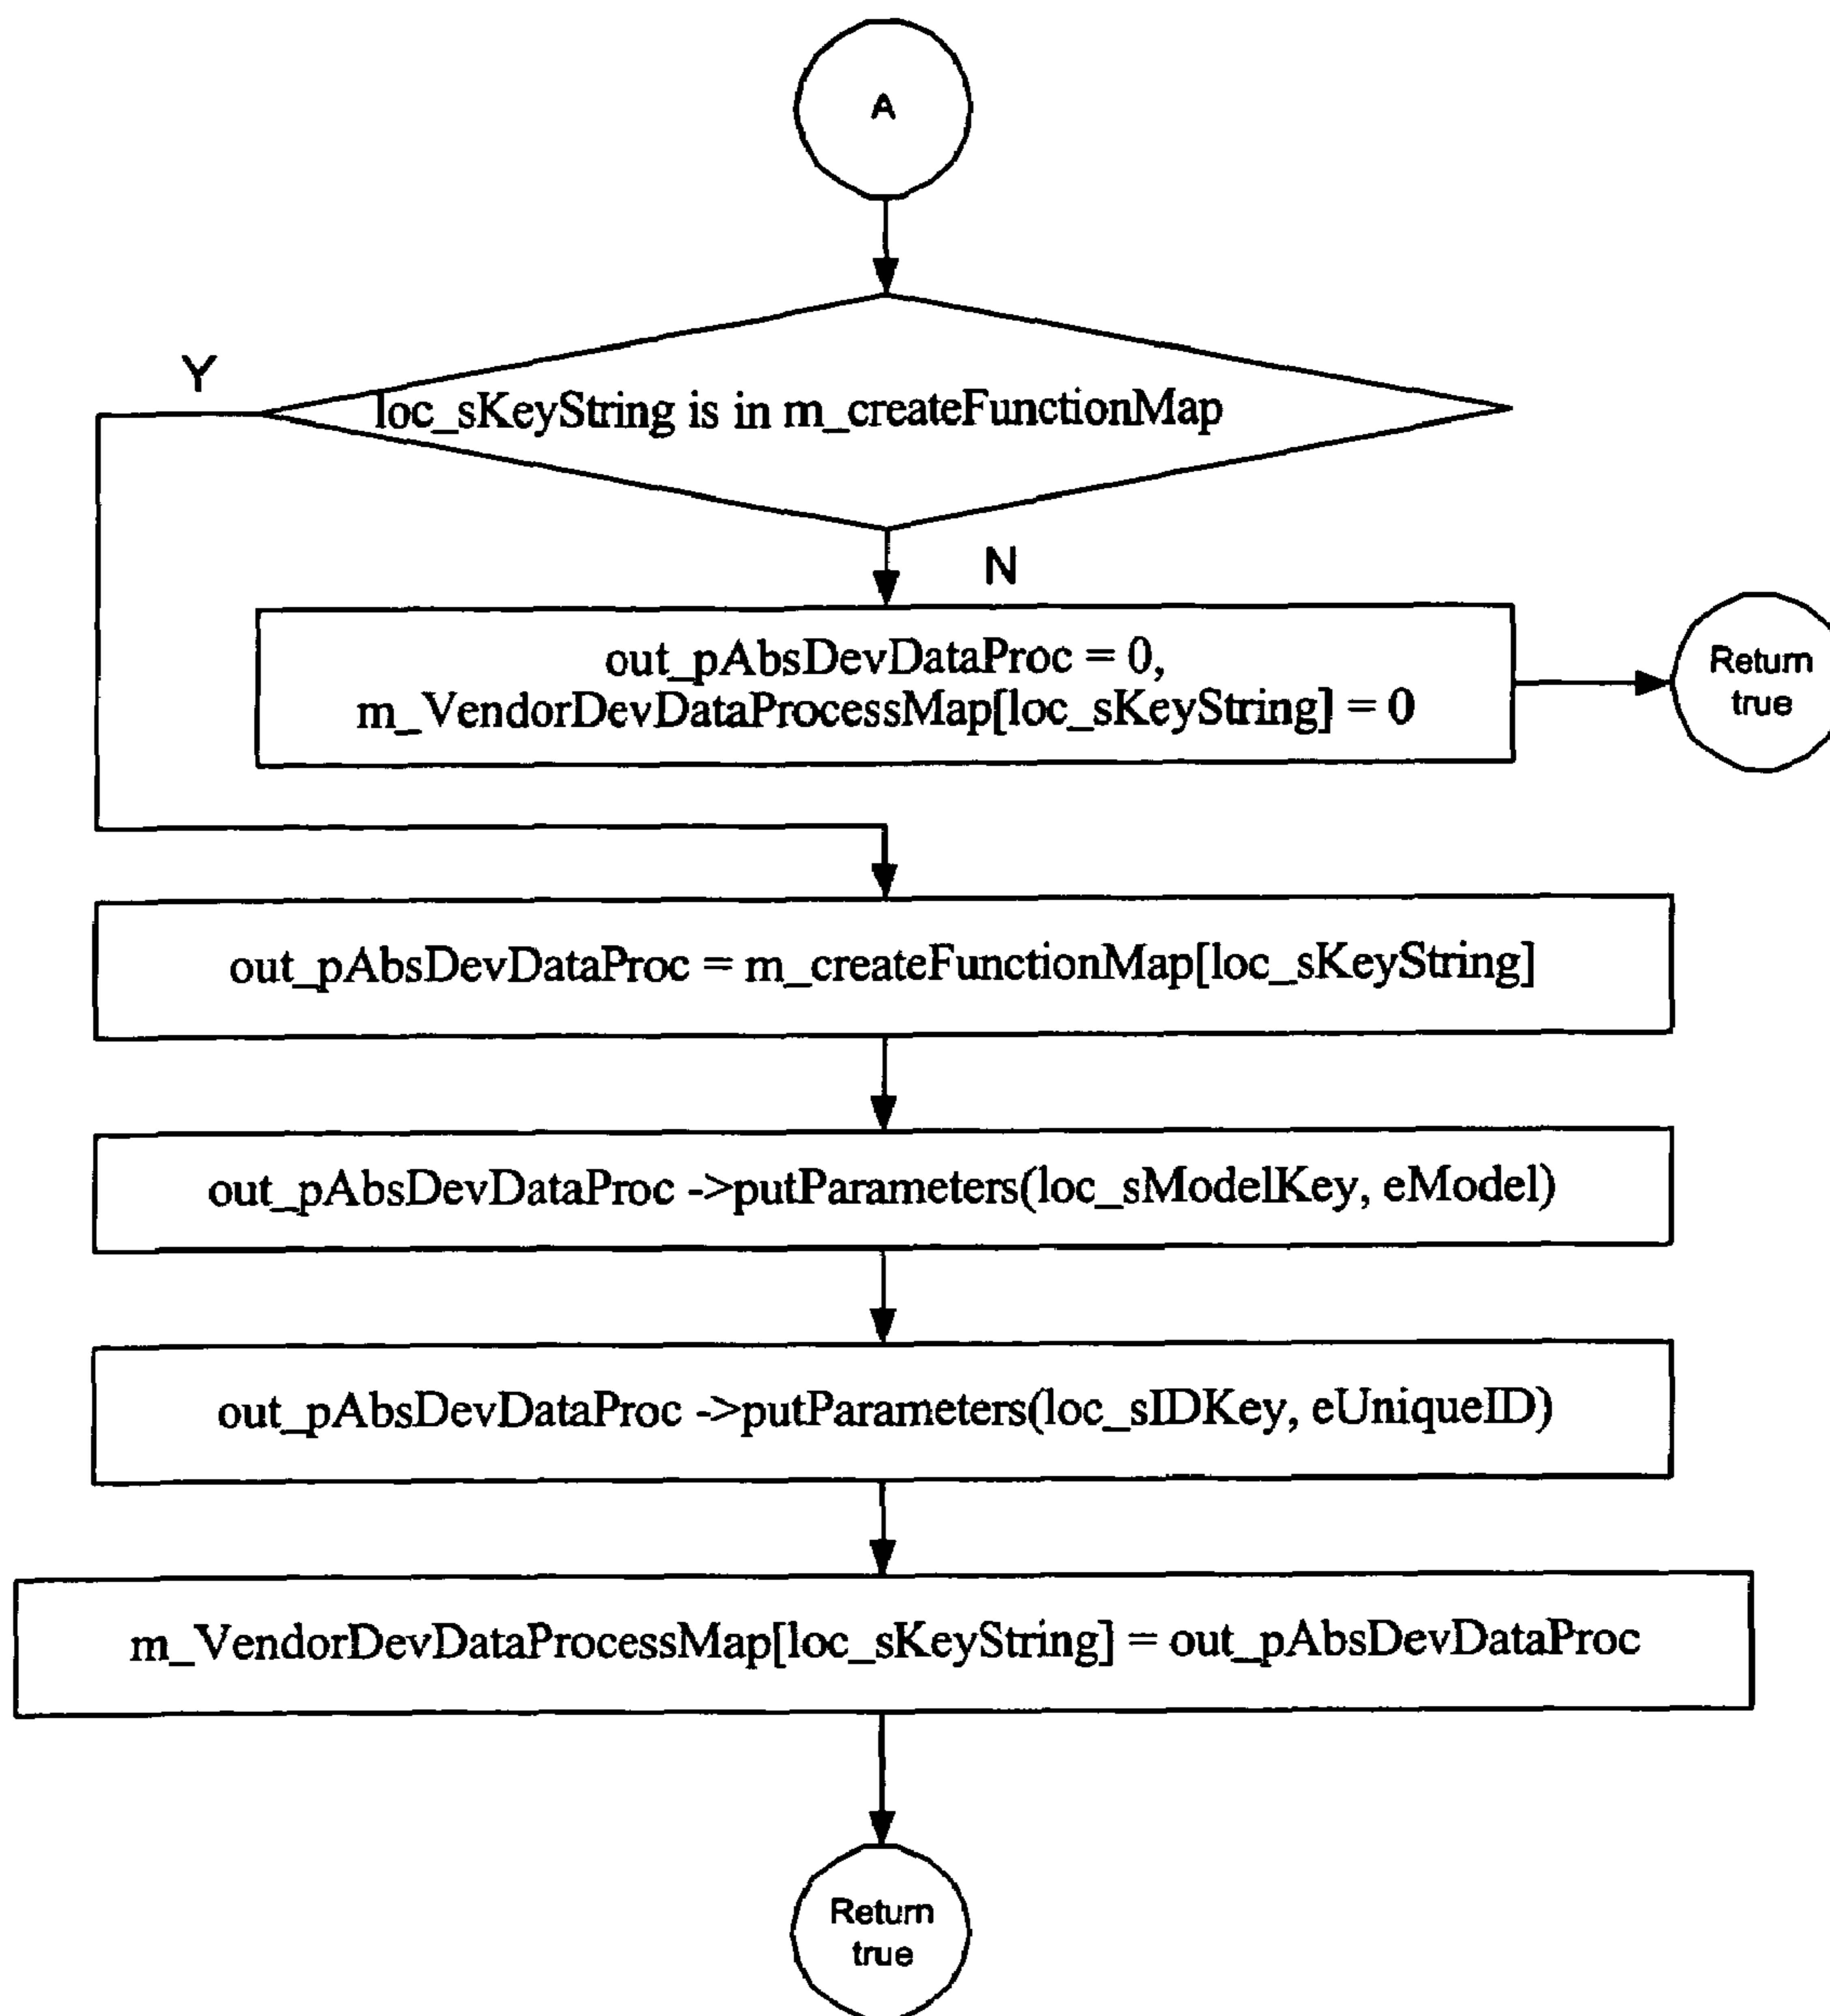 A
Y
loc_sKeyString is in m_createFunctionMap
N
out_pAbsDevDataProc = 0,
m_VendorDevDataProcessMap[loc_sKeyString] = 0
Return
true
out_pAbsDevDataProc = m_createFunctionMap[loc_sKeyString]
out_pAbsDevDataProc ->putParameters(loc_sModelKey, eModel)
out_pAbsDevDataProc ->putParameters(loc_sIDKey, eUniqueID)
m_VendorDevDataProcessMap[loc_sKeyString] = out_pAbsDevDataProc
Return
true